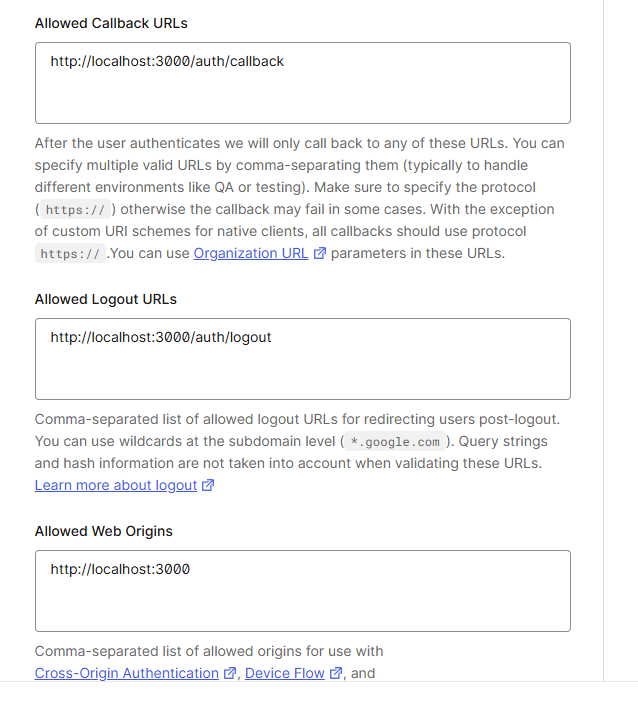 Allowed Callback URLs
http://localhost:3000/auth/callback
After the user authenticates we will only call back to any of these URLs. You can
specify multiple valid URLs by comma-separating them (typically to handle
different environments like QA or testing). Make sure to specify the protocol
( https:// ) otherwise the callback may fail in some cases. With the exception
of custom URI schemes for native clients, all callbacks should use protocol
https:// .You can use Organization URL parameters in these URLs.
Allowed Logout URLs
http://localhost:3000/auth/logout
Comma-separated list of allowed logout URLs for redirecting users post-logout.
You can use wildcards at the subdomain level ( *.google.com ). Query strings
and hash information are not taken into account when validating these URLs.
Learn more about logout
Allowed Web Origins
http://localhost:3000
Comma-separated list of allowed origins for use with
Cross-Origin Authentication , Device Flow , and